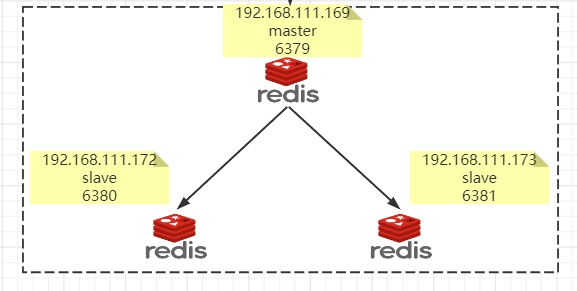 192.168.111.169
master
6379
redis
192.168.111.172
slave
6380
redis
192.168.111.173
slave
6381
redis